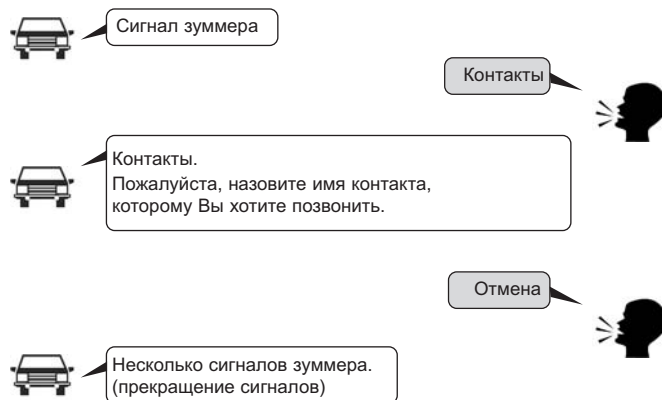 Сигнал зуммера
Контакты
Контакты.
Пожалуйста, назовите имя контакта,
которому Вы хотите позвонить.
Отмена
Несколько сигналов зуммера.
(прекращение сигналов)